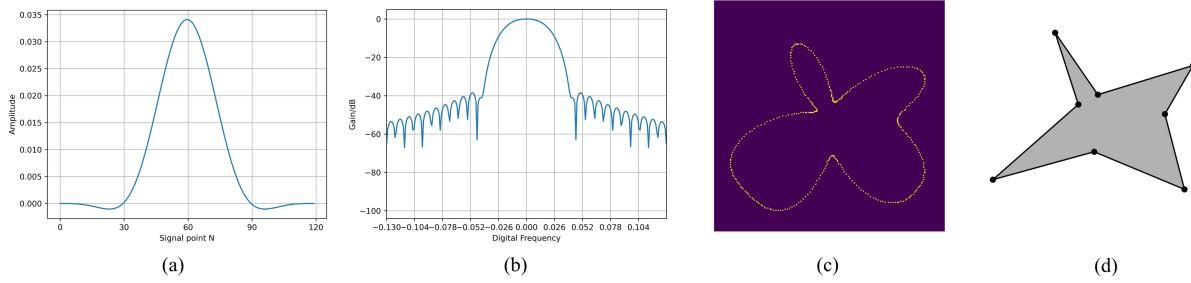 0.035
0.030
0.025
0.020
0.015
0.010
0.005
0.000
Amplitude
0 30 60 90 120
Signal point N
(a)
0
−20
−40
−60
−80
−100
Gain/dB
−0.130 −0.104 −0.078 −0.052 −0.026 0.000 0.026 0.052 0.078 0.104
Digital Frequency
(b)
(c)
(d)